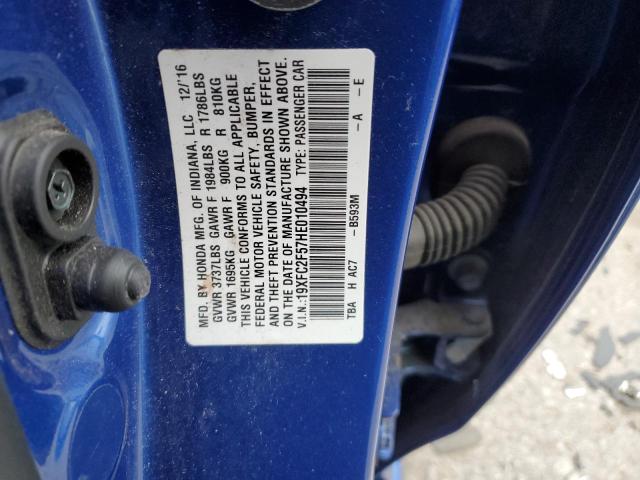 MFD. BY HONDA MFG. OF INDIANA, LLC 12/'16
GVWR 3737LBS GAWR F 1984LBS R 1786LBS
GVWR 1695KG GAWR F 900KG R 810KG
THIS VEHICLE CONFORMS TO ALL APPLICABLE
FEDERAL MOTOR VEHICLE SAFETY, BUMPER,
AND THEFT PREVENTION STANDARDS IN EFFECT
ON THE DATE OF MANUFACTURE SHOWN ABOVE.
V.I.N.:19XFC2F57HE010494 TYPE: PASSENGER CAR
TBA H AC7 –B593M –A –E